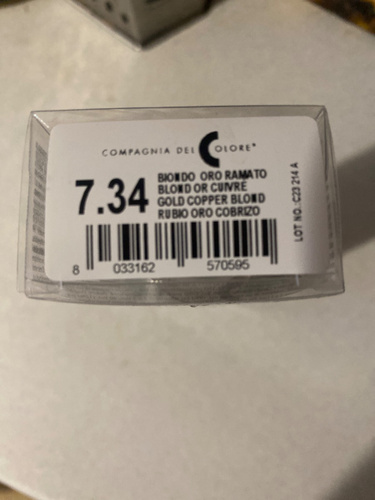 COMPAGNIA DEL COLORE®
7.34
BIONDO ORO RAMATO
BLOND OR CUIVRÉ
GOLD COPPER BLOND
RUBIO ORO COBRIZO
8 033162 570595
LOT NO.:C23 214 A